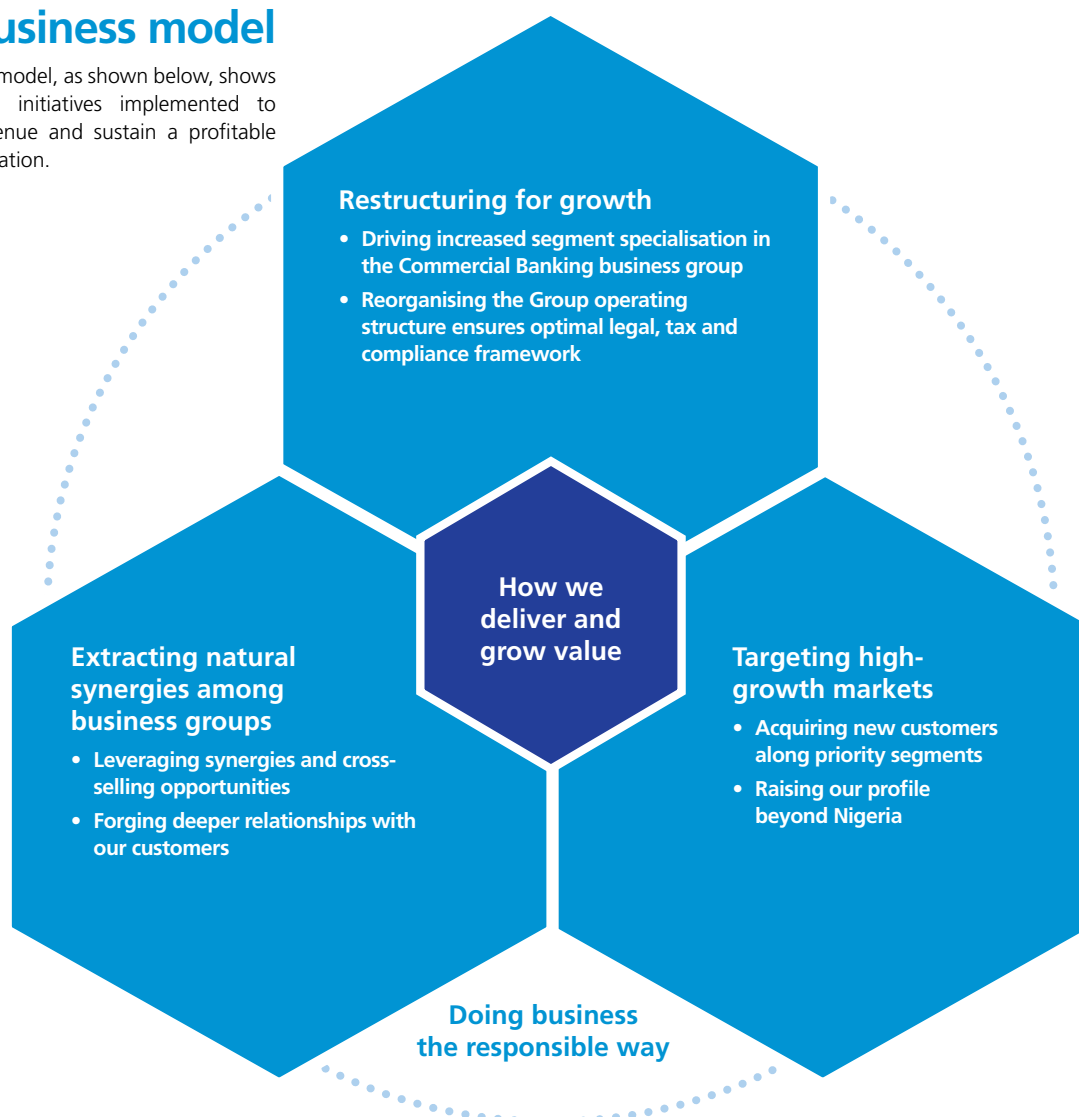 usiness model
model, as shown below, shows
initiatives implemented to
enue and sustain a profitable
ation.
Restructuring for growth
• Driving increased segment specialisation in
the Commercial Banking business group
• Reorganising the Group operating
structure ensures optimal legal, tax and
compliance framework
How we
deliver and
grow value
Extracting natural
synergies among
business groups
• Leveraging synergies and cross-
selling opportunities
• Forging deeper relationships with
our customers
Targeting high-
growth markets
• Acquiring new customers
along priority segments
• Raising our profile
beyond Nigeria
Doing business
the responsible way